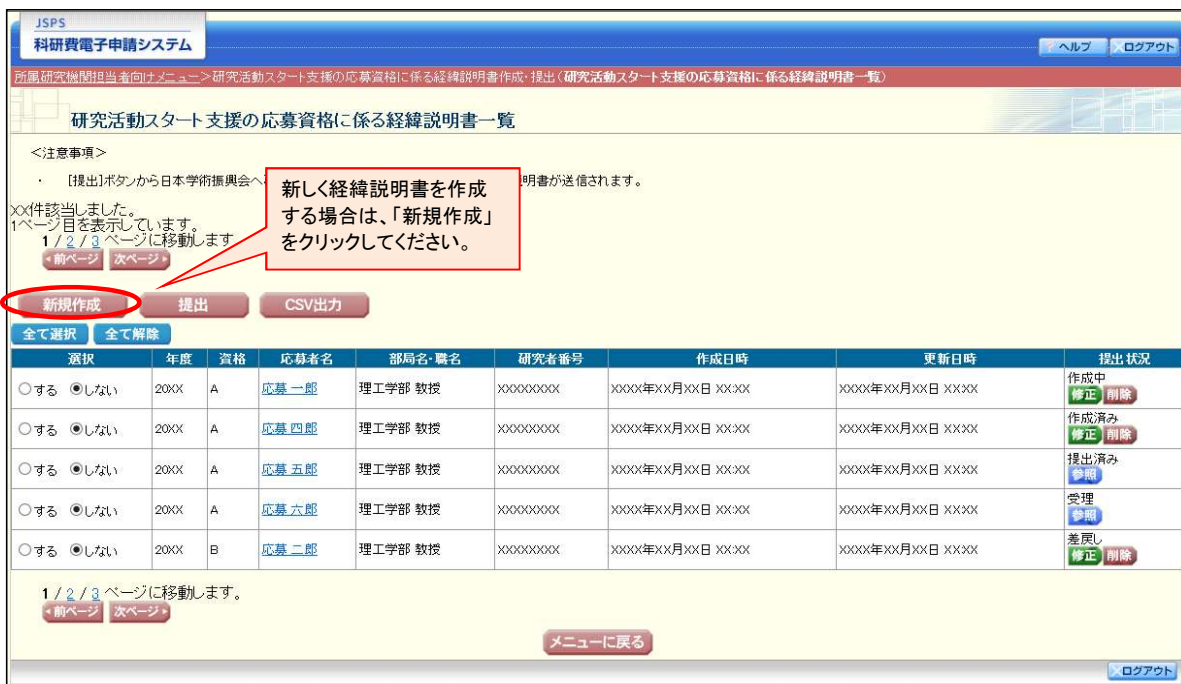 JSPS
科研費電子申請システム
ヘルプ ログアウト
所属研究機関担当者向けメニュー>研究活動スタート支援の応募資格に係る経緯説明書作成・提出(研究活動スタート支援の応募資格に係る経緯説明書一覧)
研究活動スタート支援の応募資格に係る経緯説明書一覧
<注意事項>
・ [提出]ボタンから日本学術振興会へ 明書が送信されます。
新しく経緯説明書を作成
する場合は、「新規作成」
をクリックしてください。
XX件該当しました。
1ページ目を表示しています。
1 / 2 / 3 ページに移動します
前ページ 次ページ
新規作成 提出 CSV出力
全て選択 全て解除
選択 年度 資格 応募者名 部局名・職名 研究者番号 作成日時 更新日時 提出状況
する しない 20XX A 応募 一郎 理工学部 教授 XXXXXXXX XXXX年XX月XX日 XX:XX XXXX年XX月XX日 XX:XX 作成中 修正 削除
する しない 20XX A 応募 四郎 理工学部 教授 XXXXXXXX XXXX年XX月XX日 XX:XX XXXX年XX月XX日 XX:XX 作成済み 修正 削除
する しない 20XX A 応募 五郎 理工学部 教授 XXXXXXXX XXXX年XX月XX日 XX:XX XXXX年XX月XX日 XX:XX 提出済み 参照
する しない 20XX A 応募 六郎 理工学部 教授 XXXXXXXX XXXX年XX月XX日 XX:XX XXXX年XX月XX日 XX:XX 受理 参照
する しない 20XX B 応募 二郎 理工学部 教授 XXXXXXXX XXXX年XX月XX日 XX:XX XXXX年XX月XX日 XX:XX 差戻し 修正 削除
1 / 2 / 3 ページに移動します。
前ページ 次ページ
メニューに戻る
ログアウト